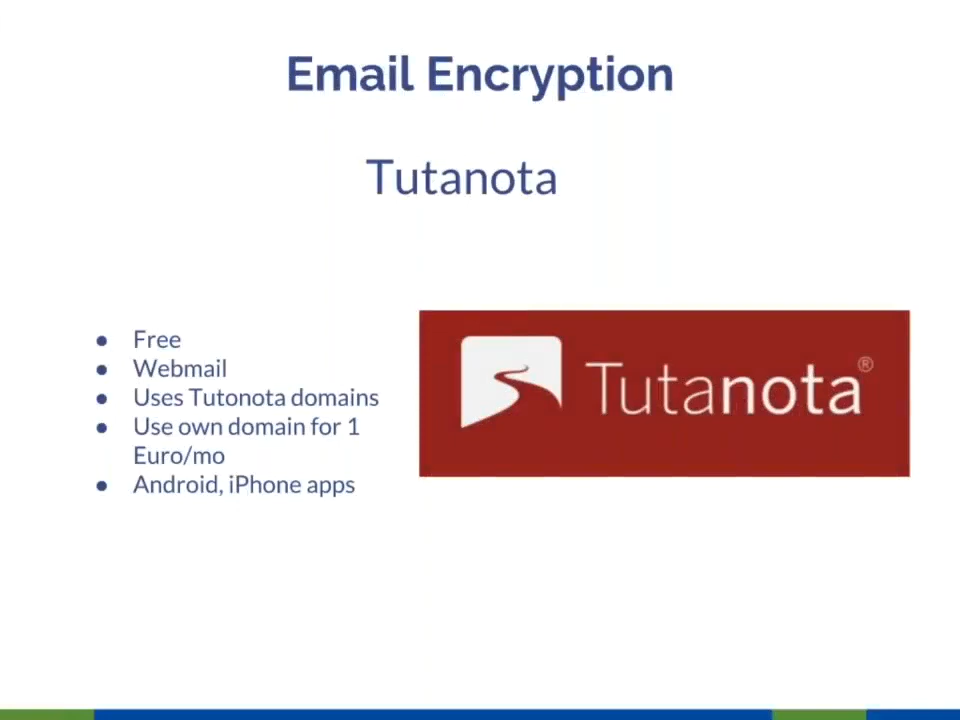 Email Encryption
Tutanota
● Free
● Webmail
● Uses Tutonota domains
● Use own domain for 1
Euro/mo
● Android, iPhone apps
Tutanota®